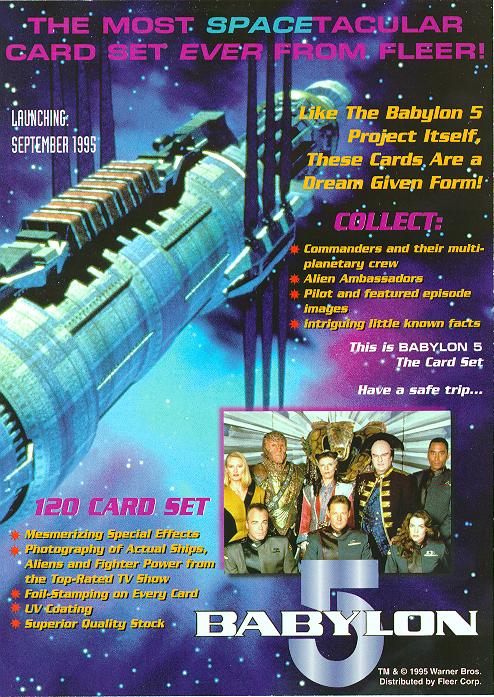 THE MOST SPACETACULAR
CARD SET EVER FROM FLEER!
LAUNCHING:
SEPTEMBER 1995
Like The Babylon 5
Project Itself,
These Cards Are a
Dream Given Form!
COLLECT:
Commanders and their multi-
planetary crew
Alien Ambassadors
Pilot and featured episode
images
intriguing little known facts
This is BABYLON 5
The Card Set
Have a safe trip...
120 CARD SET
Mesmerizing Special Effects
Photography of Actual Ships,
Aliens and Fighter Power from
the Top-Rated TV Show
Foil-Stamping on Every Card
UV Coating
Superior Quality Stock
BABYLON
5
TM & © 1995 Warner Bros.
Distributed by Fleer Corp.